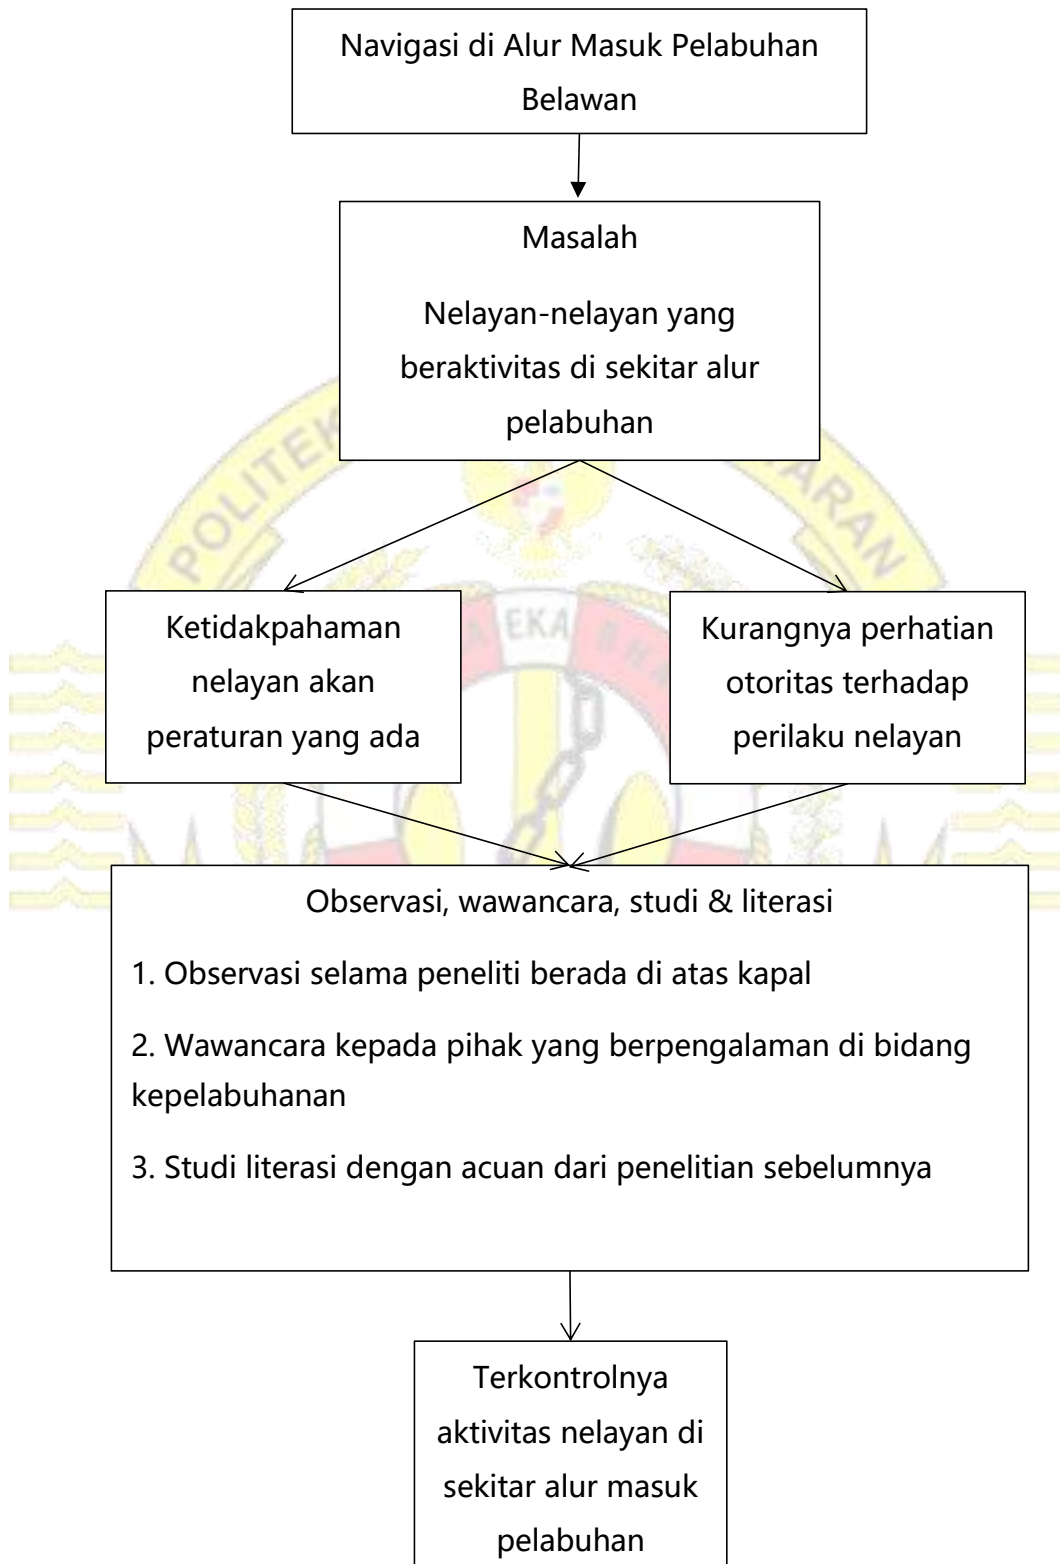 Navigasi di Alur Masuk Pelabuhan
Belawan
Masalah
Nelayan-nelayan yang
beraktivitas di sekitar alur
pelabuhan
POLITEK
ARAN
EKA
Ketidakpahaman
nelayan akan
peraturan yang ada
Kurangnya perhatian
otoritas terhadap
perilaku nelayan
Observasi, wawancara, studi & literasi
1. Observasi selama peneliti berada di atas kapal
2. Wawancara kepada pihak yang berpengalaman di bidang
kepelabuhanan
3. Studi literasi dengan acuan dari penelitian sebelumnya
Terkontrolnya
aktivitas nelayan di
sekitar alur masuk
pelabuhan